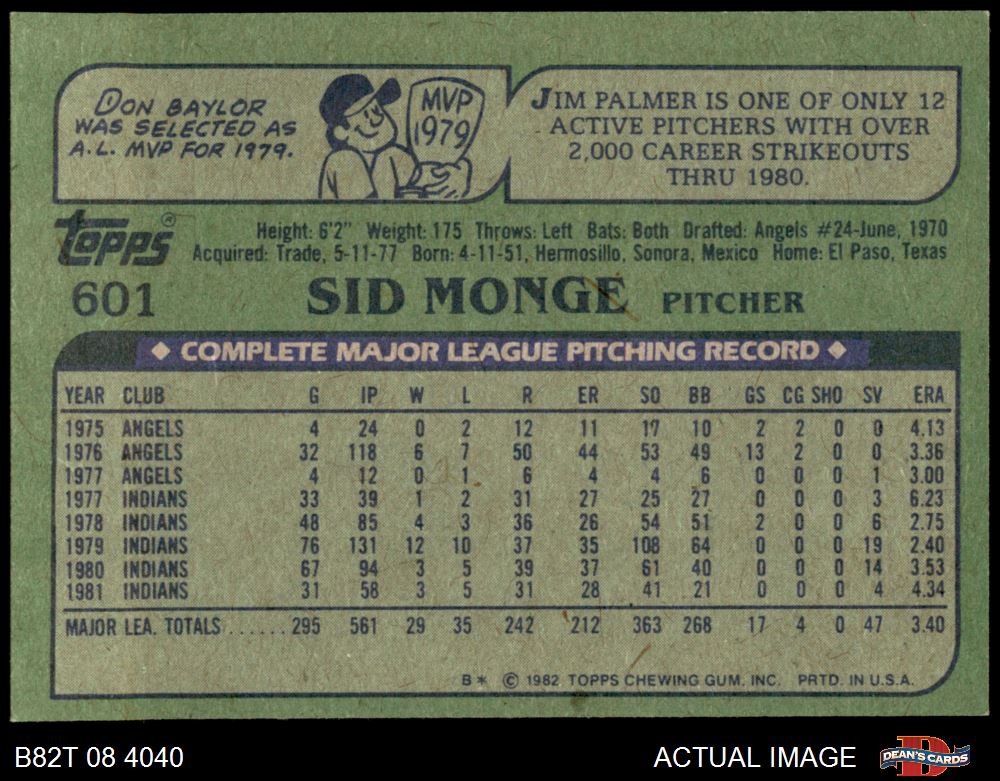 DON BAYLOR
WAS SELECTED AS
A.L. MVP FOR 1979.
MVP
1979
JIM PALMER IS ONE OF ONLY 12
ACTIVE PITCHERS WITH OVER
2,000 CAREER STRIKEOUTS
THRU 1980.
Topps®
Height: 6'2" Weight: 175 Throws: Left Bats: Both Drafted: Angels #24-June, 1970
Acquired: Trade, 5-11-77 Born: 4-11-51, Hermosillo, Sonora, Mexico Home: El Paso, Texas
601 SID MONGE PITCHER
◆ COMPLETE MAJOR LEAGUE PITCHING RECORD ◆
YEAR CLUB G IP W L R ER SO BB GS CG SHO SV ERA
1975 ANGELS 4 24 0 2 12 11 17 10 2 2 0 0 4.13
1976 ANGELS 32 118 6 7 50 44 53 49 13 2 0 0 3.36
1977 ANGELS 4 12 0 1 6 4 4 6 0 0 0 1 3.00
1977 INDIANS 33 39 1 2 31 27 25 27 0 0 0 3 6.23
1978 INDIANS 48 85 4 3 36 26 54 51 2 0 0 6 2.75
1979 INDIANS 76 131 12 10 37 35 108 64 0 0 0 19 2.40
1980 INDIANS 67 94 3 5 39 37 61 40 0 0 0 14 3.53
1981 INDIANS 31 58 3 5 31 28 41 21 0 0 0 4 4.34
MAJOR LEA. TOTALS ...... 295 561 29 35 242 212 363 268 17 4 0 47 3.40
B* © 1982 TOPPS CHEWING GUM, INC. PRTD. IN U.S.A.
B82T 08 4040
ACTUAL IMAGE
DEAN'S CARDS